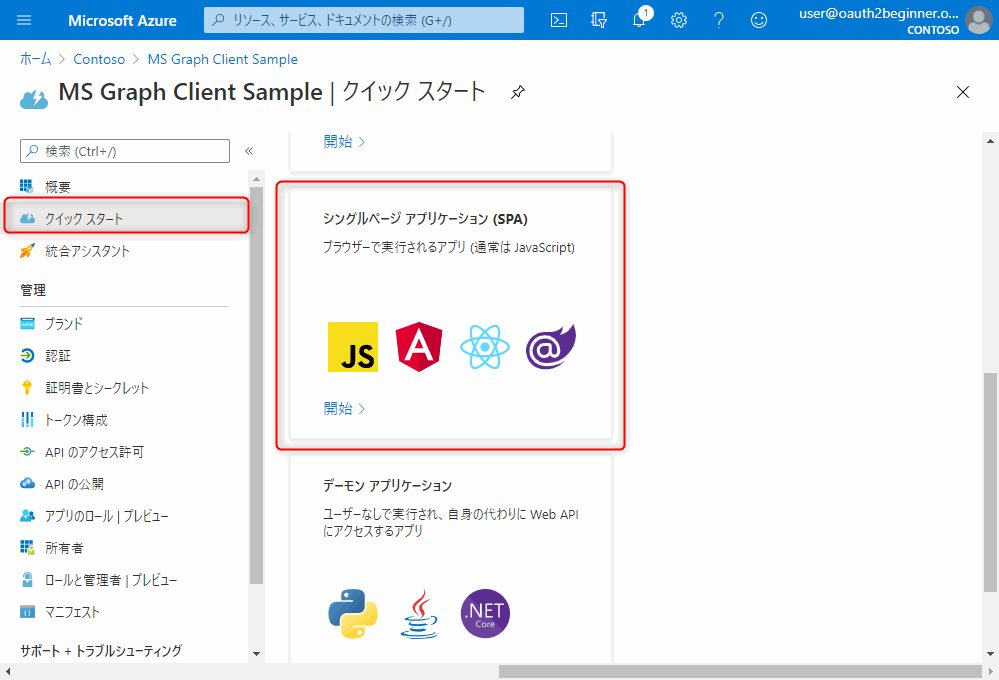 Microsoft Azure
リソース、サービス、ドキュメントの検索 (G+/)
1
user@oauth2beginner.o...
CONTOSO
ホーム > Contoso > MS Graph Client Sample
MS Graph Client Sample | クイック スタート
検索 (Ctrl+/)
«
概要
クイック スタート
統合アシスタント
管理
ブランド
認証
証明書とシークレット
トークン構成
API のアクセス許可
API の公開
アプリのロール | プレビュー
所有者
ロールと管理者 | プレビュー
マニフェスト
サポート + トラブルシューティング
開始 >
シングルページ アプリケーション (SPA)
ブラウザーで実行されるアプリ (通常は JavaScript)
JS
A
@
開始 >
デーモン アプリケーション
ユーザーなしで実行され、自身の代わりに Web API
にアクセスするアプリ
.NET
Core